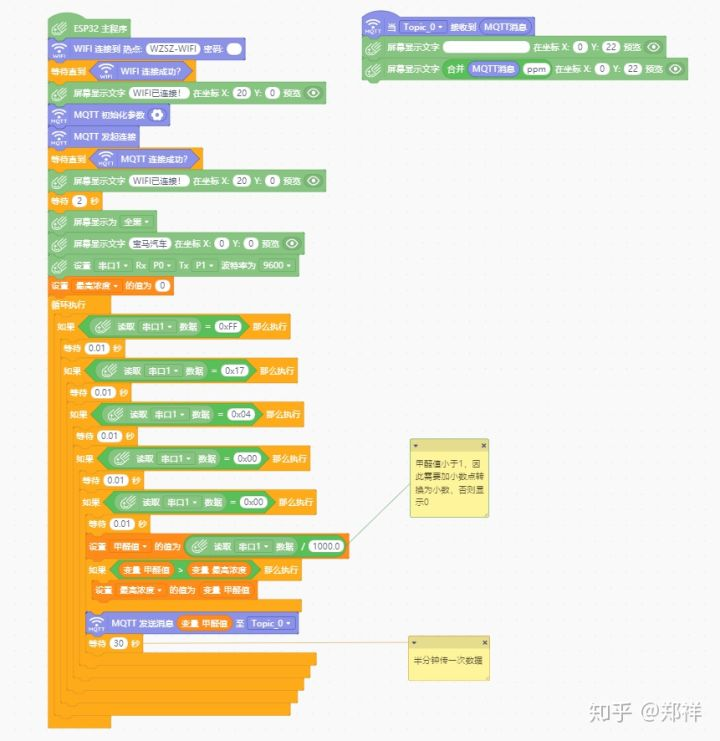 ESP32 主程序
WIFI 连接到 热点: WZSZ-WIFI 密码:
等待直到 WIFI 连接成功?
屏幕显示文字 WIFI已连接! 在坐标 X: 20 Y: 0 预览
MQTT 初始化参数
MQTT 发起连接
等待直到 MQTT 连接成功?
屏幕显示文字 WIFI已连接! 在坐标 X: 20 Y: 0 预览
等待 2 秒
屏幕显示为 全黑
屏幕显示文字 宝马汽车 在坐标 X: 0 Y: 0 预览
设置 串口1 Rx P0 Tx P1 波特率为 9600
设置 最高浓度 的值为 0
循环执行
如果 读取 串口1 数据 = 0xFF 那么执行
等待 0.01 秒
如果 读取 串口1 数据 = 0x17 那么执行
等待 0.01 秒
如果 读取 串口1 数据 = 0x04 那么执行
等待 0.01 秒
如果 读取 串口1 数据 = 0x00 那么执行
等待 0.01 秒
如果 读取 串口1 数据 = 0x00 那么执行
等待 0.01 秒
设置 甲醛值 的值为 读取 串口1 数据 / 1000.0
如果 变量 甲醛值 > 变量 最高浓度 那么执行
设置 最高浓度 的值为 变量 甲醛值
MQTT 发送消息 变量 甲醛值 至 Topic_0
等待 30 秒
当 Topic_0 接收到 MQTT消息
屏幕显示文字 在坐标 X: 0 Y: 22 预览
屏幕显示文字 合并 MQTT消息 ppm 在坐标 X: 0 Y: 22 预览
甲醛值小于1，因
此需要加小数点转
换为小数、否则显
示0
半分钟传一次数据
知乎 @郑祥